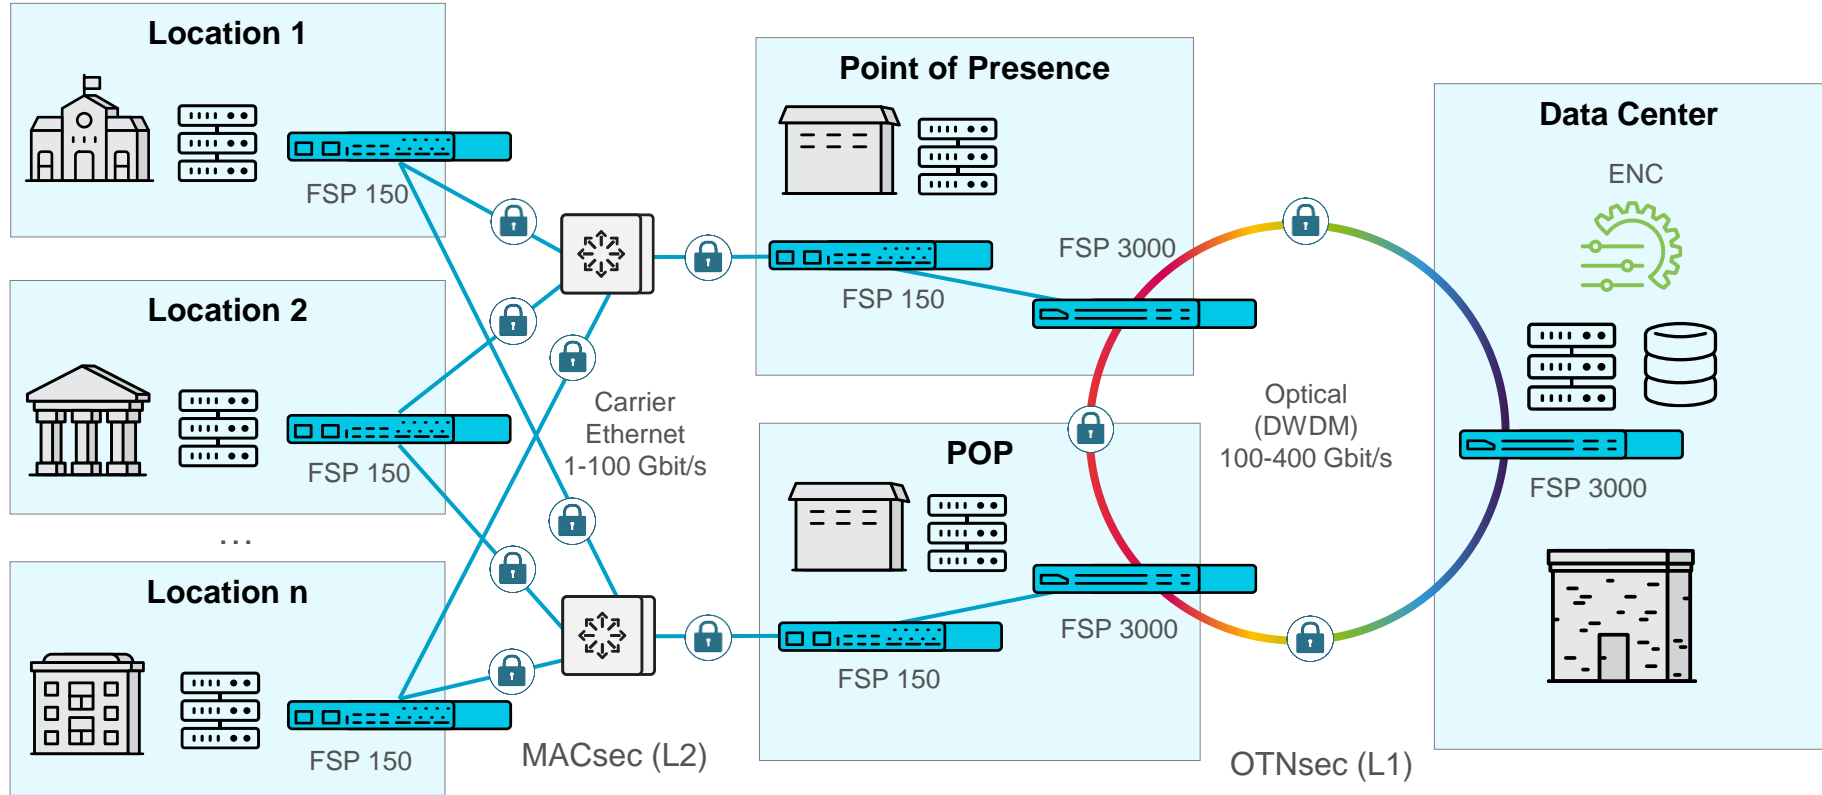 Location 1
FSP 150
Location 2
FSP 150
...
Location n
FSP 150
Carrier
Ethernet
1-100 Gbit/s
MACsec (L2)
Point of Presence
FSP 150
FSP 3000
POP
FSP 150
FSP 3000
Optical
(DWDM)
100-400 Gbit/s
OTNsec (L1)
Data Center
ENC
FSP 3000